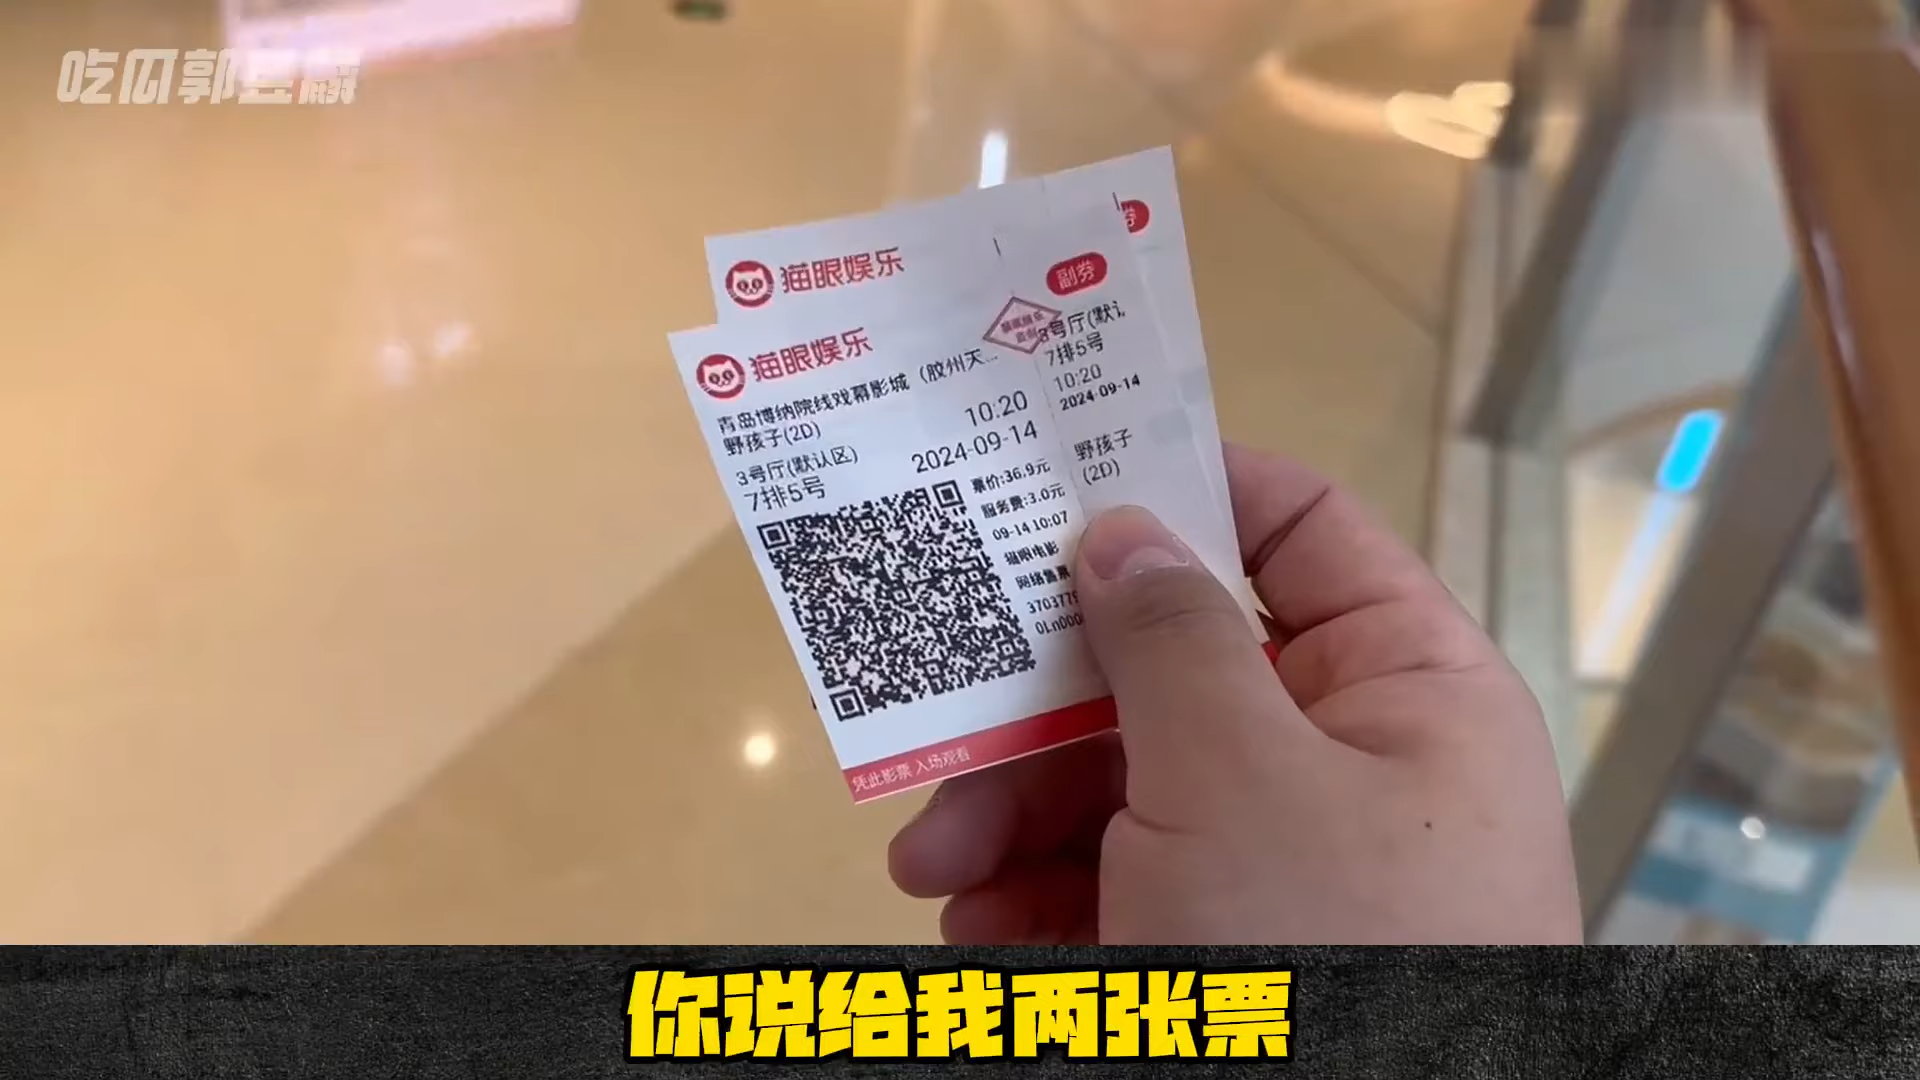 吃瓜郭壹蕨
猫眼娱乐
券
猫眼娱乐
青岛博纳院线戏幕影城（胶州天...
野孩子(2D)
10:20
3号厅(默认区)
2024-09-14
7排5号
票价:36.9元
服务费:3.0元
09-14 10:07
猫眼电影
网络售票
370377
0Ln000
凭此影票 入场观看
副券
3号厅(默认
7排5号
10:20
2024-09-14
野孩子
(2D)
你说给我两张票